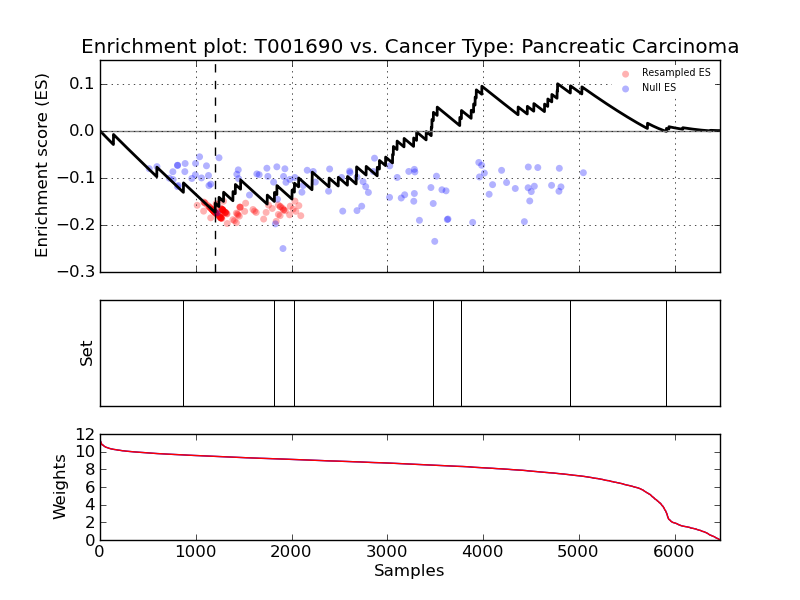 Enrichment plot: T001690 vs. Cancer Type: Pancreatic Carcinoma
Enrichment score (ES)
0.1
0.0
−0.1
−0.2
−0.3
Resampled ES
Null ES
Set
Weights
12
10
8
6
4
2
0
0 1000 2000 3000 4000 5000 6000
Samples